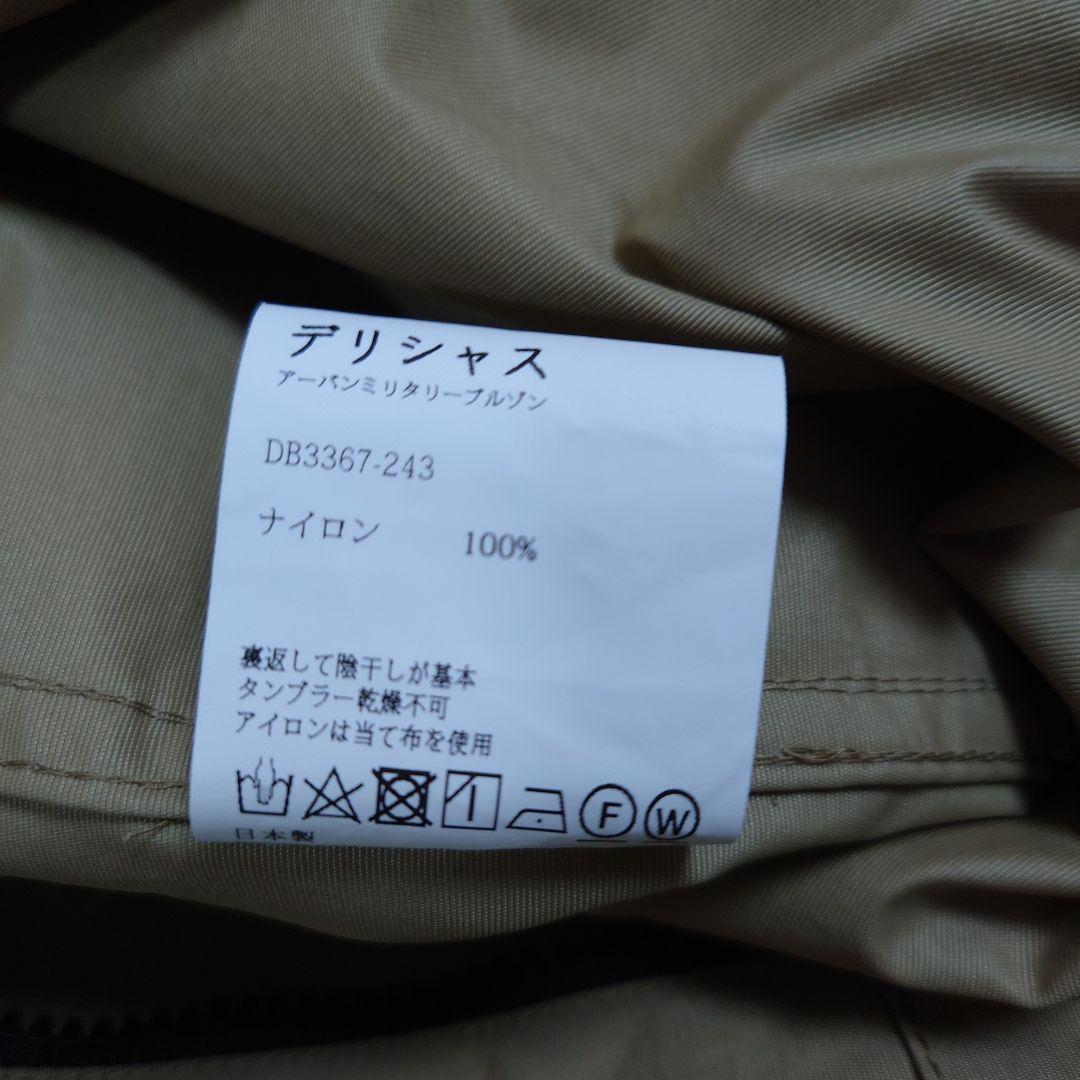 デリシャス
アーバンミリタリーブルゾン
DB3367-243
ナイロン 100%
裏返して陰干しが基本
タンブラー乾燥不可
アイロンは当て布を使用
F W
日本製